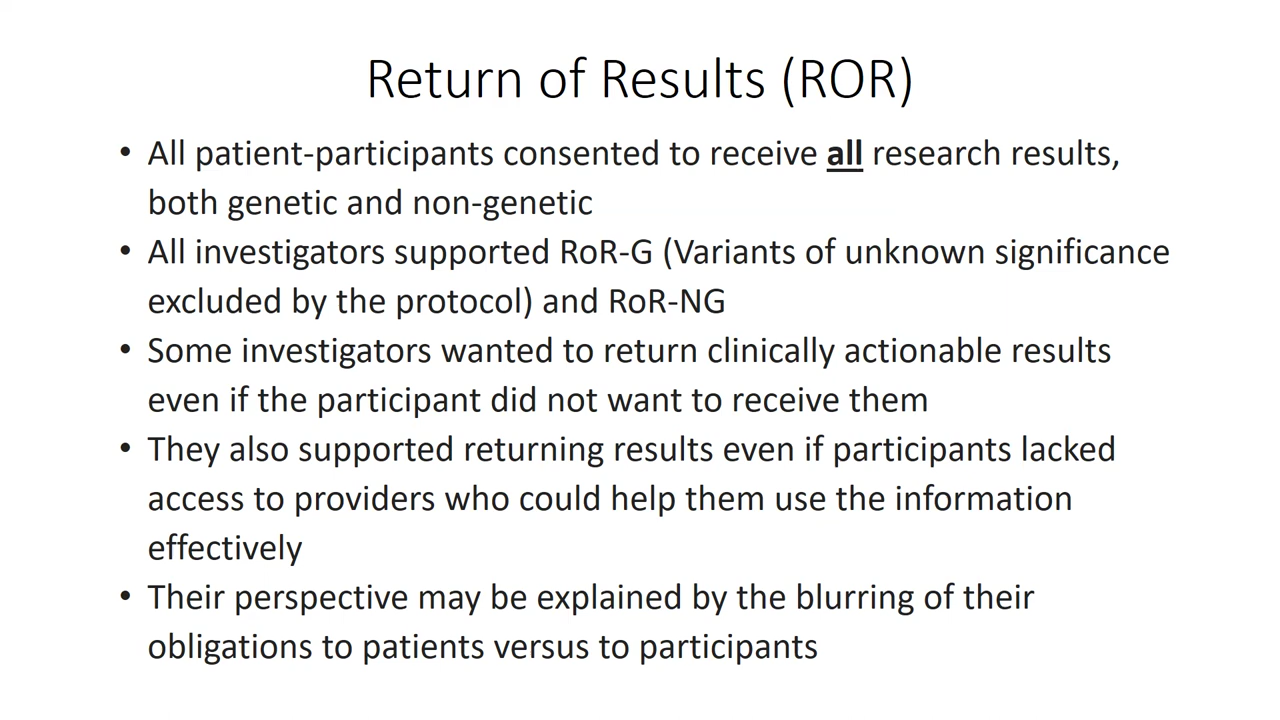 Return of Results (ROR)
• All patient-participants consented to receive all research results,
both genetic and non-genetic
• All investigators supported RoR-G (Variants of unknown significance
excluded by the protocol) and RoR-NG
• Some investigators wanted to return clinically actionable results
even if the participant did not want to receive them
• They also supported returning results even if participants lacked
access to providers who could help them use the information
effectively
• Their perspective may be explained by the blurring of their
obligations to patients versus to participants